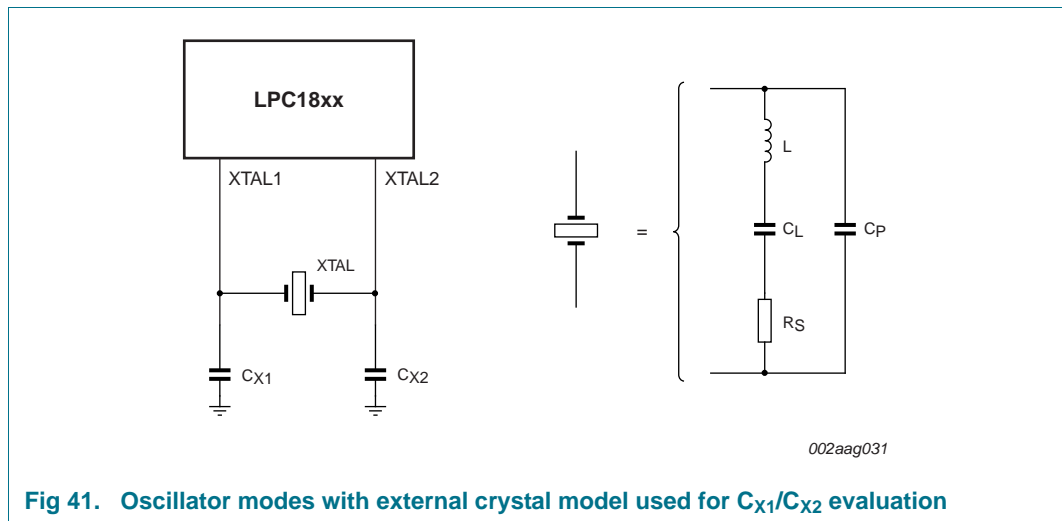 LPC18xx
XTAL1
XTAL2
XTAL
CX1
CX2
=
L
CL
CP
RS
002aag031
Fig 41. Oscillator modes with external crystal model used for CX1/CX2 evaluation